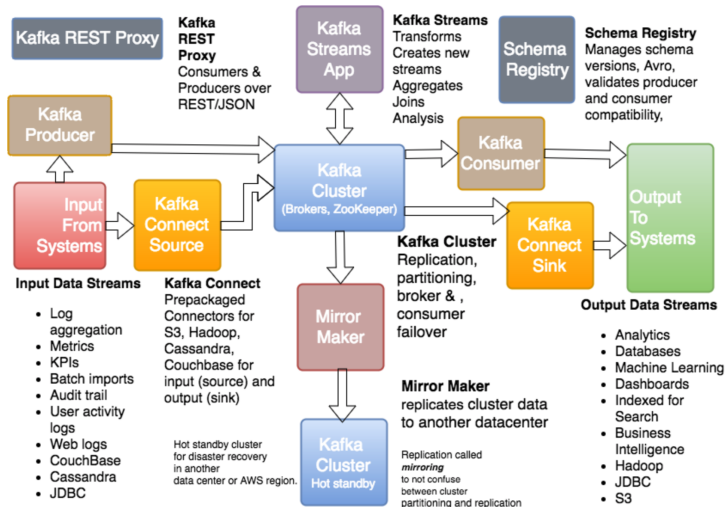 Kafka REST Proxy
Kafka
REST
Proxy
Consumers &
Producers over
REST/JSON
Kafka
Streams
App
Kafka Streams
Transforms
Creates new
streams
Aggregates
Joins
Analysis
Schema
Registry
Schema Registry
Manages schema
versions, Avro,
validates producer
and consumer
compatibility,
Kafka
Producer
Kafka
Cluster
(Brokers, ZooKeeper)
Kafka
Consumer
Input
From
Systems
Kafka
Connect
Source
Kafka
Connect
Sink
Output
To
Systems
Input Data Streams
Log
aggregation
Metrics
KPIs
Batch imports
Audit trail
User activity
logs
Web logs
CouchBase
Cassandra
JDBC
Kafka Connect
Prepackaged
Connectors for
S3, Hadoop,
Cassandra,
Couchbase for
input (source) and
output (sink)
Mirror
Maker
Kafka Cluster
Replication,
partitioning,
broker & ,
consumer
failover
Output Data Streams
Analytics
Databases
Machine Learning
Dashboards
Indexed for
Search
Business
Intelligence
Hadoop
JDBC
S3
Mirror Maker
replicates cluster data
to another datacenter
Hot standby cluster
for disaster recovery
in another
data center or AWS region.
Kafka
Cluster
Hot standby
Replication called
mirroring
to not confuse
between cluster
partitioning and replication